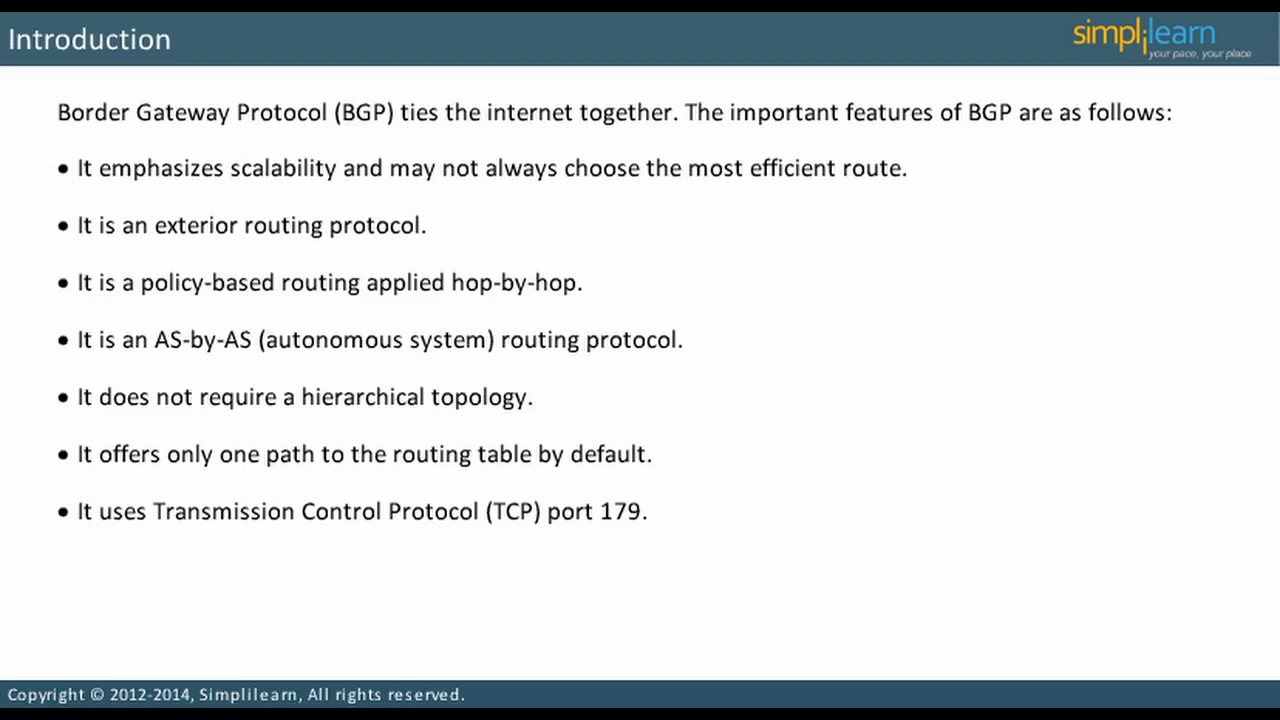 Introduction
simplilearn
your pace, your place
Border Gateway Protocol (BGP) ties the internet together. The important features of BGP are as follows:
• It emphasizes scalability and may not always choose the most efficient route.
• It is an exterior routing protocol.
• It is a policy-based routing applied hop-by-hop.
• It is an AS-by-AS (autonomous system) routing protocol.
• It does not require a hierarchical topology.
• It offers only one path to the routing table by default.
• It uses Transmission Control Protocol (TCP) port 179.
Copyright © 2012-2014, Simplilearn, All rights reserved.